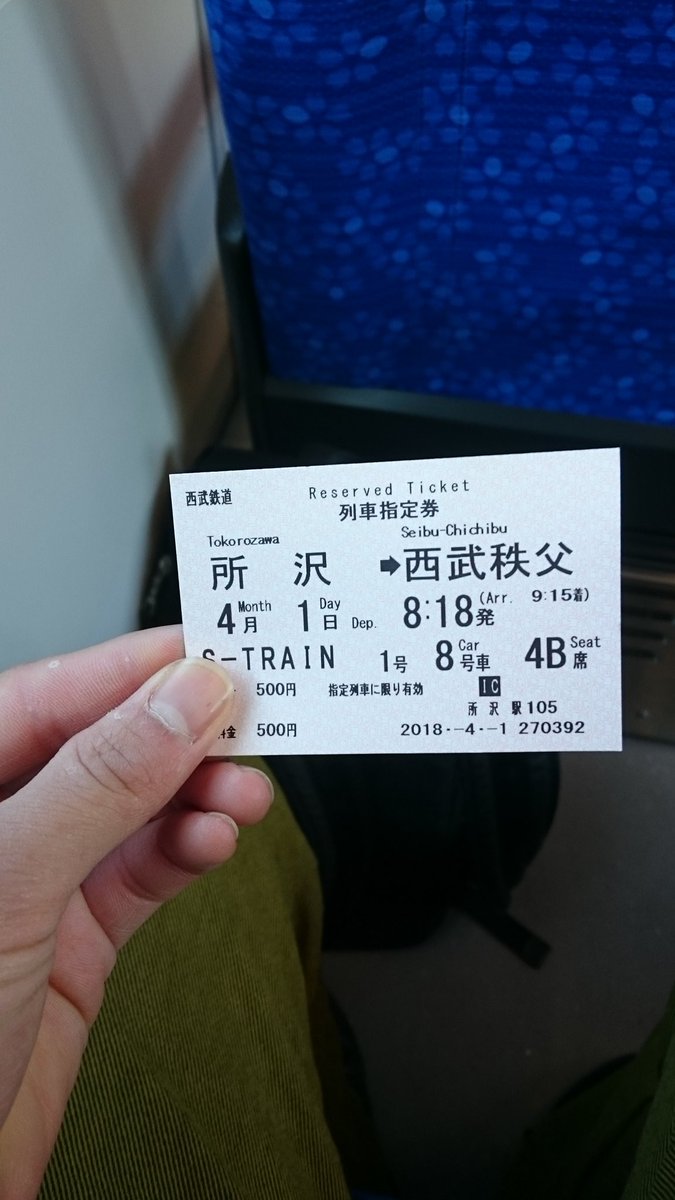 西武鉄道
Reserved Ticket
列車指定券
Tokorozawa Seibu-Chichibu
所 沢 ➡西武秩父
4 Month 月 1 Day 日 Dep. 8:18発 (Arr. 9:15着)
S-TRAIN 1号 8 Car 号車 4B Seat 席
500円 指定列車に限り有効 IC
所 沢 駅105
金 500円 2018.-4.-1 270392